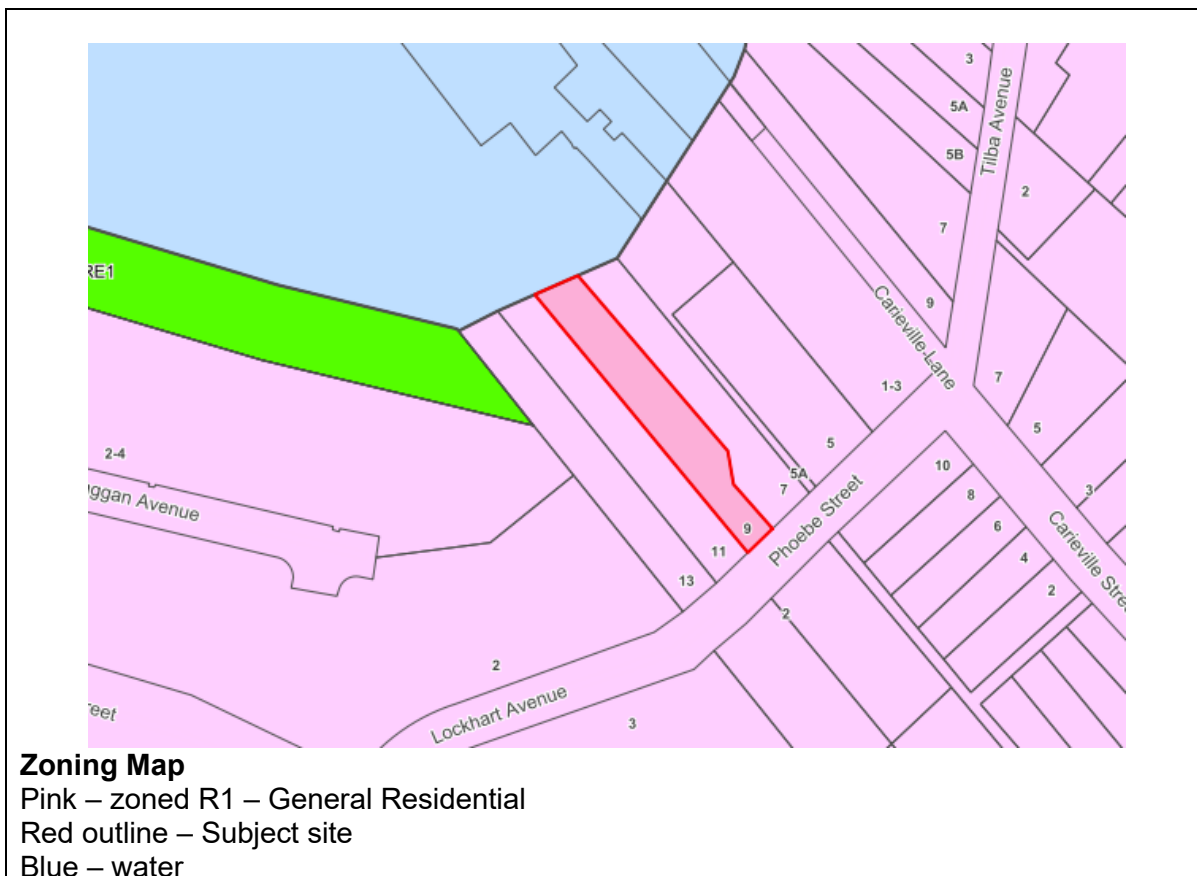 3
5A
Tilba Avenue
5B
2
7
RE1
9
Carieville Lane
7
1-3
5
5
2-4
5A
10
7
8
3
uggan Avenue
9
6
Phoebe Street
Carieville Stree
11
4
13
2
2
2
Lockhart Avenue
reet
3
Zoning Map
Pink – zoned R1 – General Residential
Red outline – Subject site
Blue – water